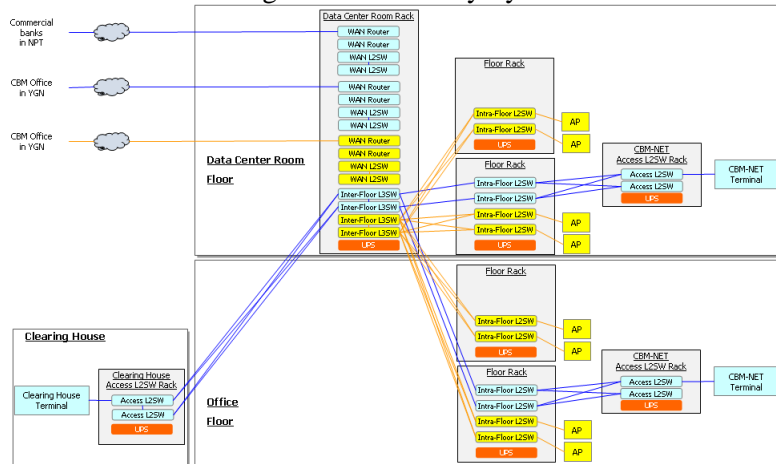 Commercial
banks
in NPT
CBM Office
in YGN
CBM Office
in YGN
Data Center Room Rack
WAN Router
WAN Router
WAN L2SW
WAN L2SW
WAN Router
WAN Router
WAN L2SW
WAN L2SW
WAN Router
WAN Router
WAN L2SW
WAN L2SW
Inter-Floor L3SW
Inter-Floor L3SW
Inter-Floor L3SW
Inter-Floor L3SW
UPS
Data Center Room
Floor
Floor Rack
Intra-Floor L2SW
Intra-Floor L2SW
UPS
AP
AP
Floor Rack
Intra-Floor L2SW
Intra-Floor L2SW
Intra-Floor L2SW
Intra-Floor L2SW
UPS
AP
AP
CBM-NET
Access L2SW Rack
Access L2SW
Access L2SW
UPS
CBM-NET
Terminal
Floor Rack
Intra-Floor L2SW
Intra-Floor L2SW
UPS
AP
AP
Floor Rack
Intra-Floor L2SW
Intra-Floor L2SW
Intra-Floor L2SW
Intra-Floor L2SW
UPS
AP
AP
CBM-NET
Access L2SW Rack
Access L2SW
Access L2SW
UPS
CBM-NET
Terminal
Clearing House
Clearing House
Access L2SW Rack
Clearing House
Terminal
Access L2SW
Access L2SW
UPS
Office
Floor